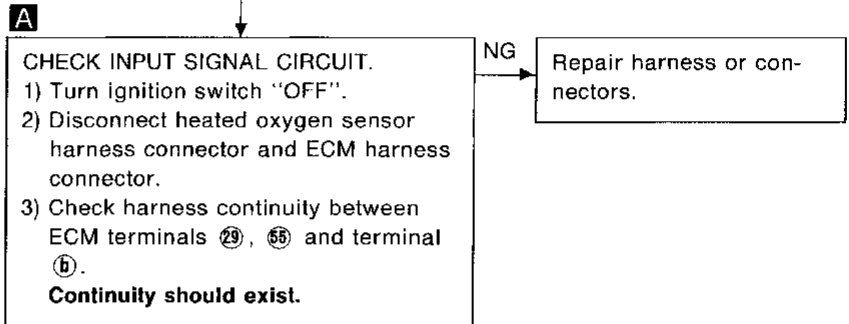 A
CHECK INPUT SIGNAL CIRCUIT.
1) Turn ignition switch "OFF".
2) Disconnect heated oxygen sensor
harness connector and ECM harness
connector.
3) Check harness continuity between
ECM terminals ㉙, 55 and terminal
ⓑ.
Continuity should exist.
NG
Repair harness or con-
nectors.